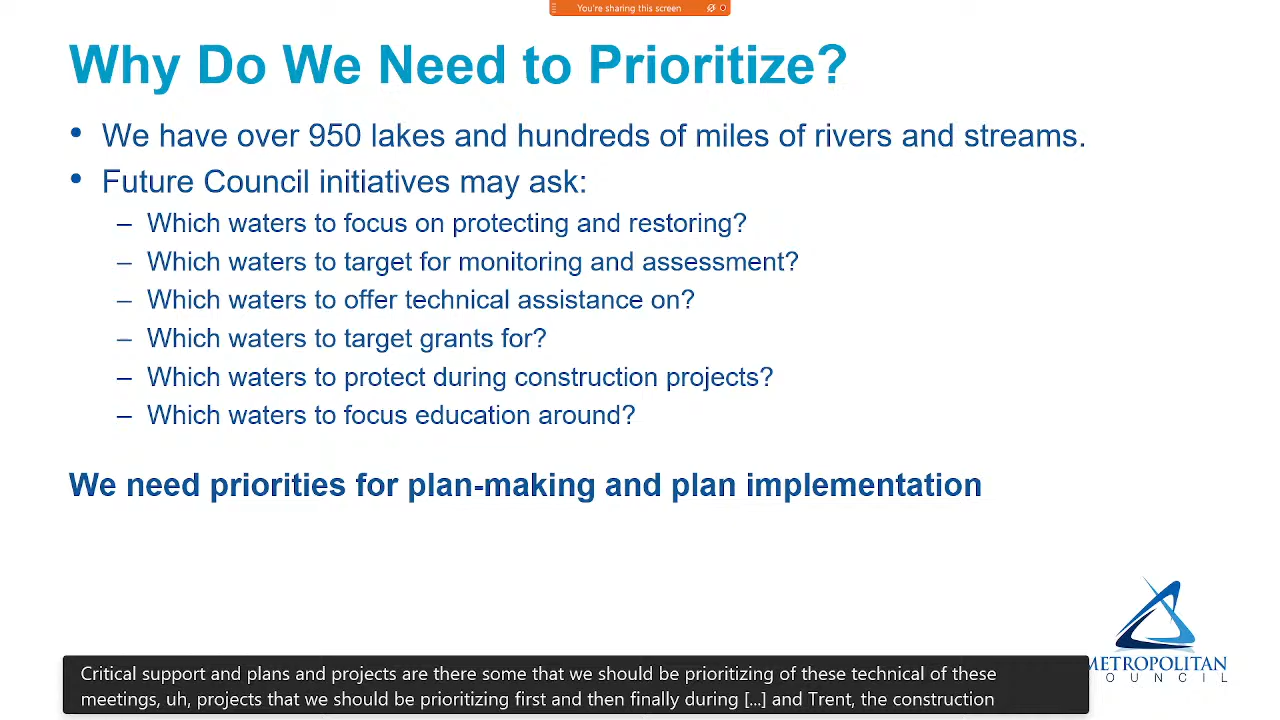 You're sharing this screen
Why Do We Need to Prioritize?
• We have over 950 lakes and hundreds of miles of rivers and streams.
• Future Council initiatives may ask:
– Which waters to focus on protecting and restoring?
– Which waters to target for monitoring and assessment?
– Which waters to offer technical assistance on?
– Which waters to target grants for?
– Which waters to protect during construction projects?
– Which waters to focus education around?
We need priorities for plan-making and plan implementation
METROPOLITAN
OUNCIL
Critical support and plans and projects are there some that we should be prioritizing of these technical of these
meetings, uh, projects that we should be prioritizing first and then finally during [...] and Trent, the construction